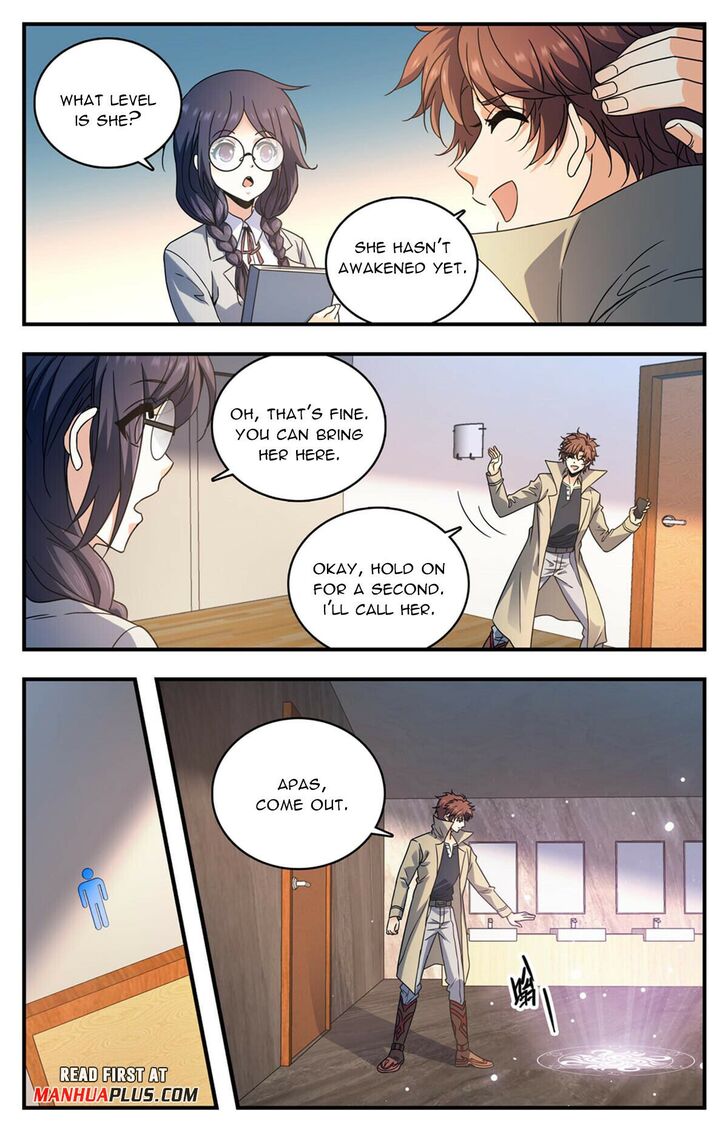 WHAT LEVEL
IS SHE?
SHE HASN'T
AWAKENED YET.
OH, THAT'S FINE.
YOU CAN BRING
HER HERE.
OKAY, HOLD ON
FOR A SECOND.
I'LL CALL HER.
APAS,
COME OUT.
READ FIRST AT
MANHUAPLUS.COM